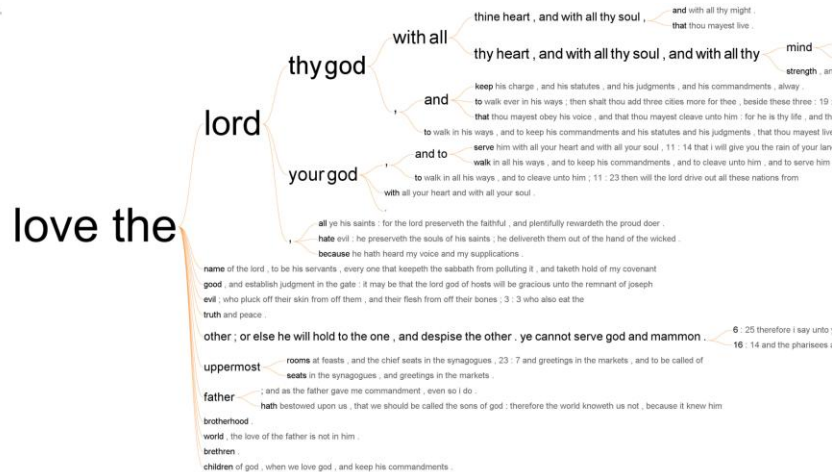 love the
lord
thy god
with all
thine heart , and with all thy soul ,
and with all thy might .
that thou mayest live .
thy heart , and with all thy soul , and with all thy
mind
strength , an
,
and
keep his charge , and his statutes , and his judgments , and his commandments , alway .
to walk ever in his ways ; then shalt thou add three cities more for thee , beside these three : 19 :
that thou mayest obey his voice , and that thou mayest cleave unto him : for he is thy life , and th
to walk in his ways , and to keep his commandments and his statutes and his judgments , that thou mayest live
your god
,
and to
serve him with all your heart and with all your soul , 11 : 14 that i will give you the rain of your lan
walk in all his ways , and to keep his commandments , and to cleave unto him , and to serve him
to walk in all his ways , and to cleave unto him ; 11 : 23 then will the lord drive out all these nations from
with all your heart and with all your soul .
.
,
all ye his saints : for the lord preserveth the faithful , and plentifully rewardeth the proud doer .
hate evil : he preserveth the souls of his saints ; he delivereth them out of the hand of the wicked .
because he hath heard my voice and my supplications .
name of the lord , to be his servants , every one that keepeth the sabbath from polluting it , and taketh hold of my covenant
good , and establish judgment in the gate : it may be that the lord god of hosts will be gracious unto the remnant of joseph
evil ; who pluck off their skin from off them , and their flesh from off their bones ; 3 : 3 who also eat the
truth and peace .
other ; or else he will hold to the one , and despise the other . ye cannot serve god and mammon .
6 : 25 therefore i say unto
16 : 14 and the pharisees a
uppermost
rooms at feasts , and the chief seats in the synagogues , 23 : 7 and greetings in the markets , and to be called of
seats in the synagogues , and greetings in the markets .
father
; and as the father gave me commandment , even so i do .
hath bestowed upon us , that we should be called the sons of god : therefore the world knoweth us not , because it knew him
brotherhood .
world , the love of the father is not in him .
brethren .
children of god , when we love god , and keep his commandments .